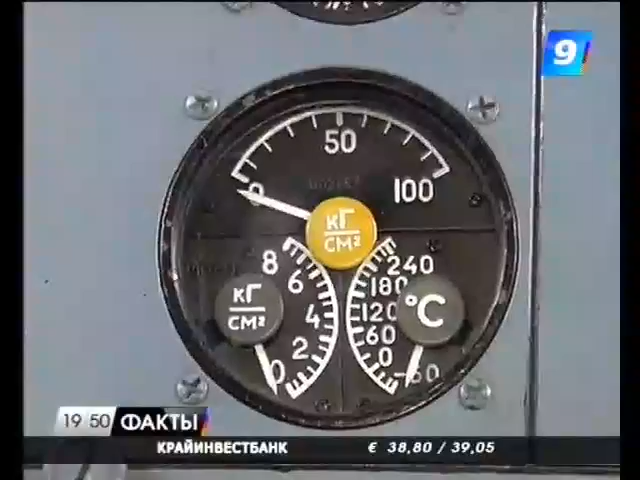 9
50
0
100
КГ
СМ²
8
240
6
180
КГ
СМ²
4
120
°C
2
60
0
0
-60
19 50 ФАКТЫ
КРАЙИНВЕСТБАНК € 38,80 / 39,05